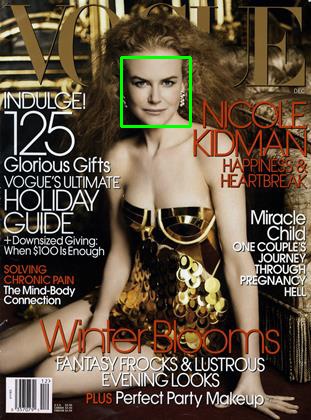 VOGUE
DEC
INDULGE!
125
Glorious Gifts
VOGUE'S ULTIMATE
HOLIDAY
GUIDE
+Downsized Giving:
When $100 Is Enough
SOLVING
CHRONIC PAIN
The Mind-Body
Connection
NICOLE
KIDMAN
HAPPINESS &
HEARTBREAK
Miracle
Child
ONE COUPLE'S
JOURNEY
THROUGH
PREGNANCY
HELL
Winter Blooms
FANTASY FROCKS & LUSTROUS
EVENING LOOKS
PLUS Perfect Party Makeup